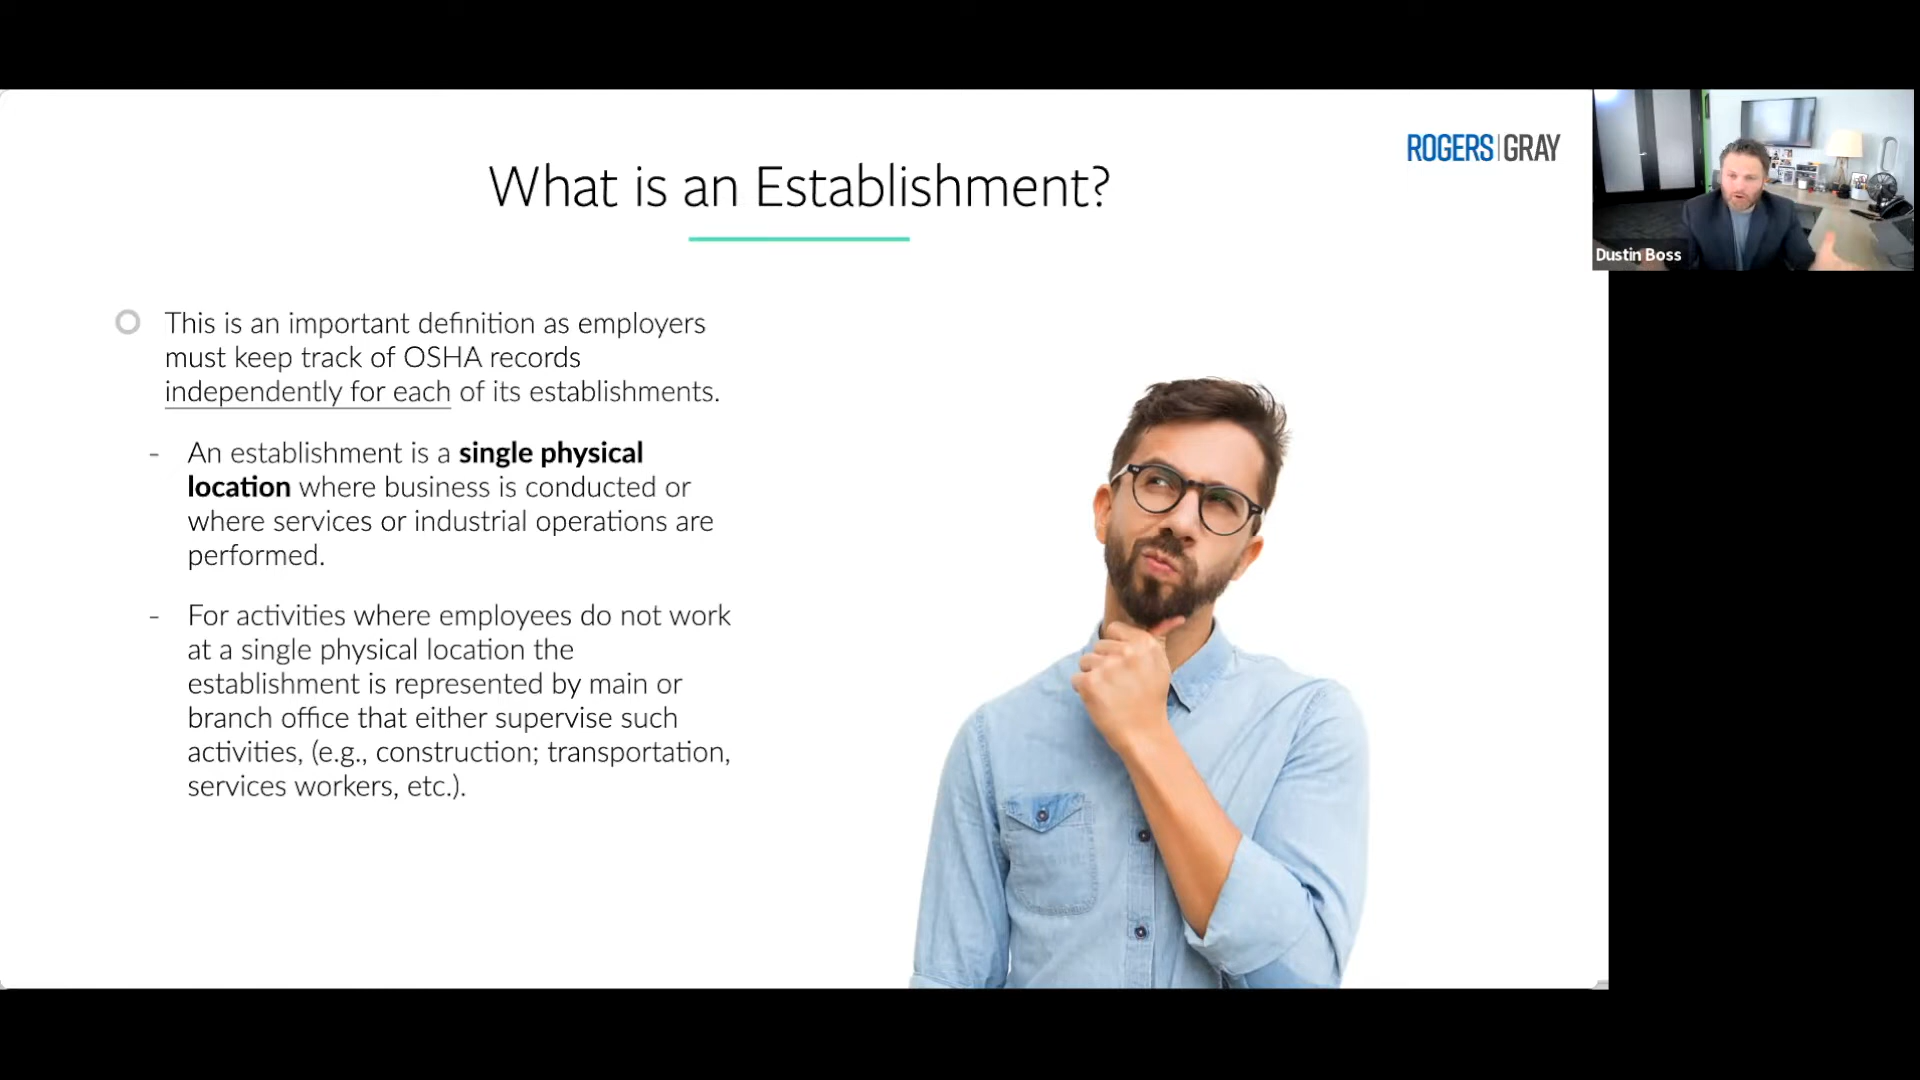 ROGERS|GRAY
What is an Establishment?
Dustin Boss
This is an important definition as employers
must keep track of OSHA records
independently for each of its establishments.
- An establishment is a single physical
location where business is conducted or
where services or industrial operations are
performed.
- For activities where employees do not work
at a single physical location the
establishment is represented by main or
branch office that either supervise such
activities, (e.g., construction; transportation,
services workers, etc.).